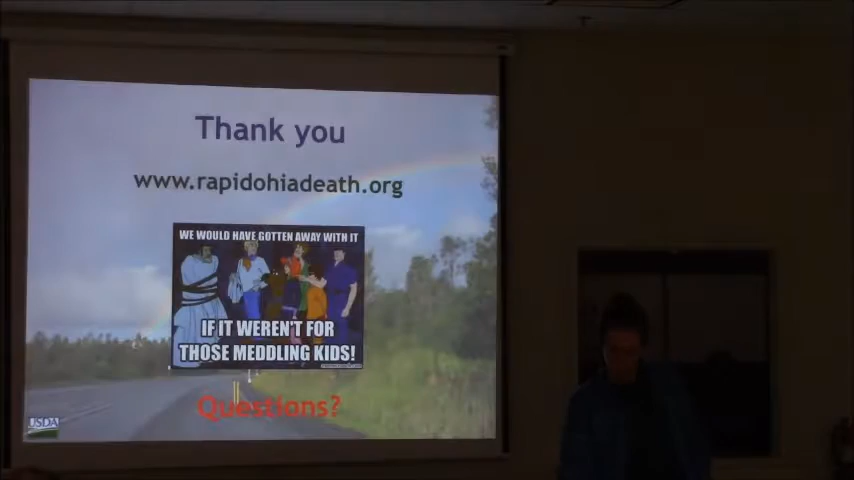 Thank you
www.rapidohiadeath.org
WE WOULD HAVE GOTTEN AWAY WITH IT
IF IT WEREN'T FOR
THOSE MEDDLING KIDS!
Questions?
USDA